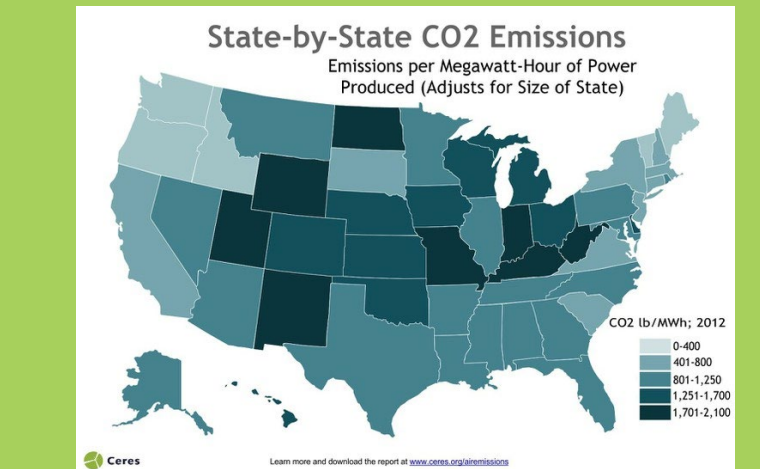 State-by-State CO2 Emissions
Emissions per Megawatt-Hour of Power
Produced (Adjusts for Size of State)
CO2 lb/MWh; 2012
0-400
401-800
801-1,250
1,251-1,700
1,701-2,100
Ceres
Learn more and download the report at www.ceres.org/airemissions